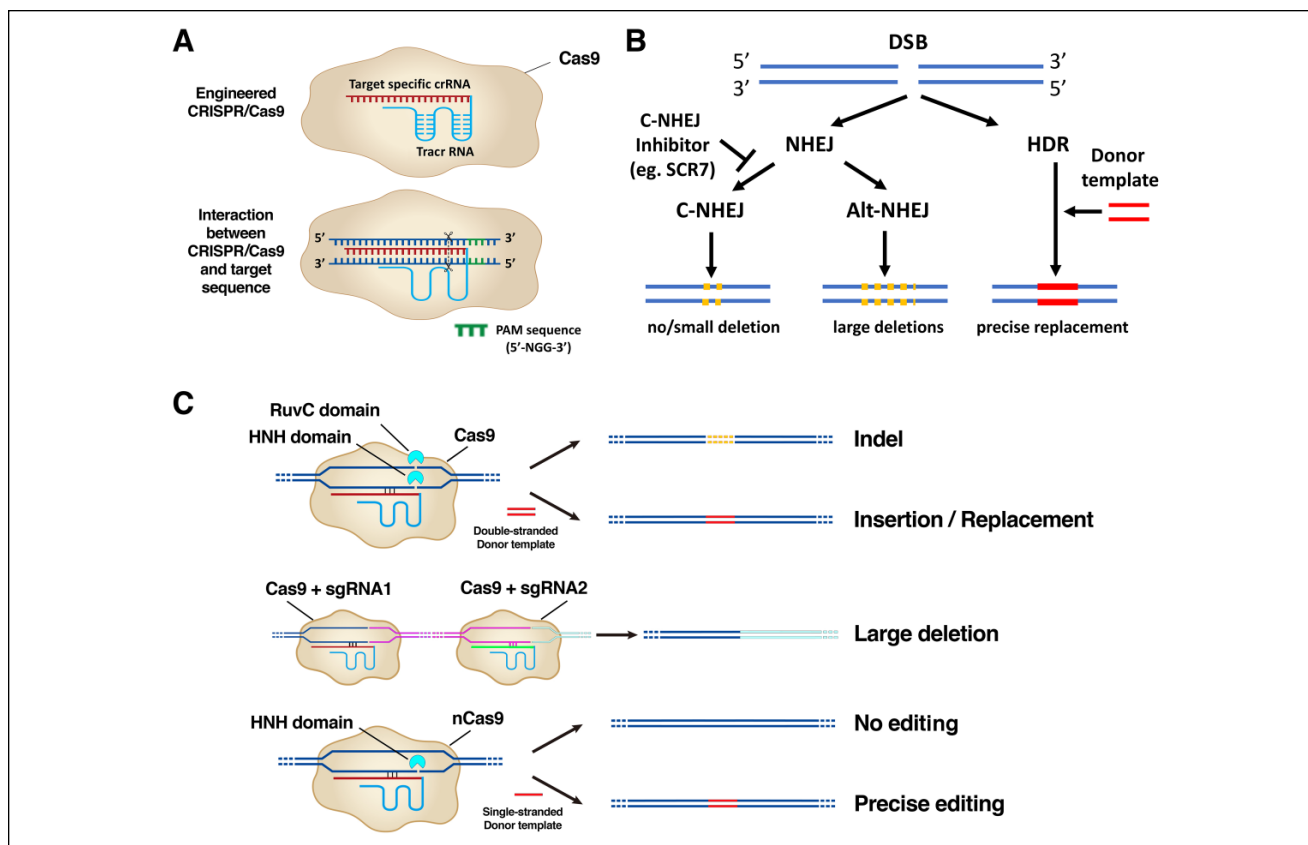 A
Cas9
Engineered
CRISPR/Cas9
Target specific crRNA
Tracr RNA
Interaction
between
CRISPR/Cas9
and target
sequence
5’
3’
3’
5’
PAM sequence
(5’-NGG-3’)
B
DSB
5’
3’
3’
5’
C-NHEJ
Inhibitor
(eg. SCR7)
NHEJ
HDR
Donor
template
C-NHEJ
Alt-NHEJ
no/small deletion
large deletions
precise replacement
C
RuvC domain
HNH domain
Cas9
Double-stranded
Donor template
Indel
Insertion / Replacement
Cas9 + sgRNA1
Cas9 + sgRNA2
Large deletion
HNH domain
nCas9
Single-stranded
Donor template
No editing
Precise editing